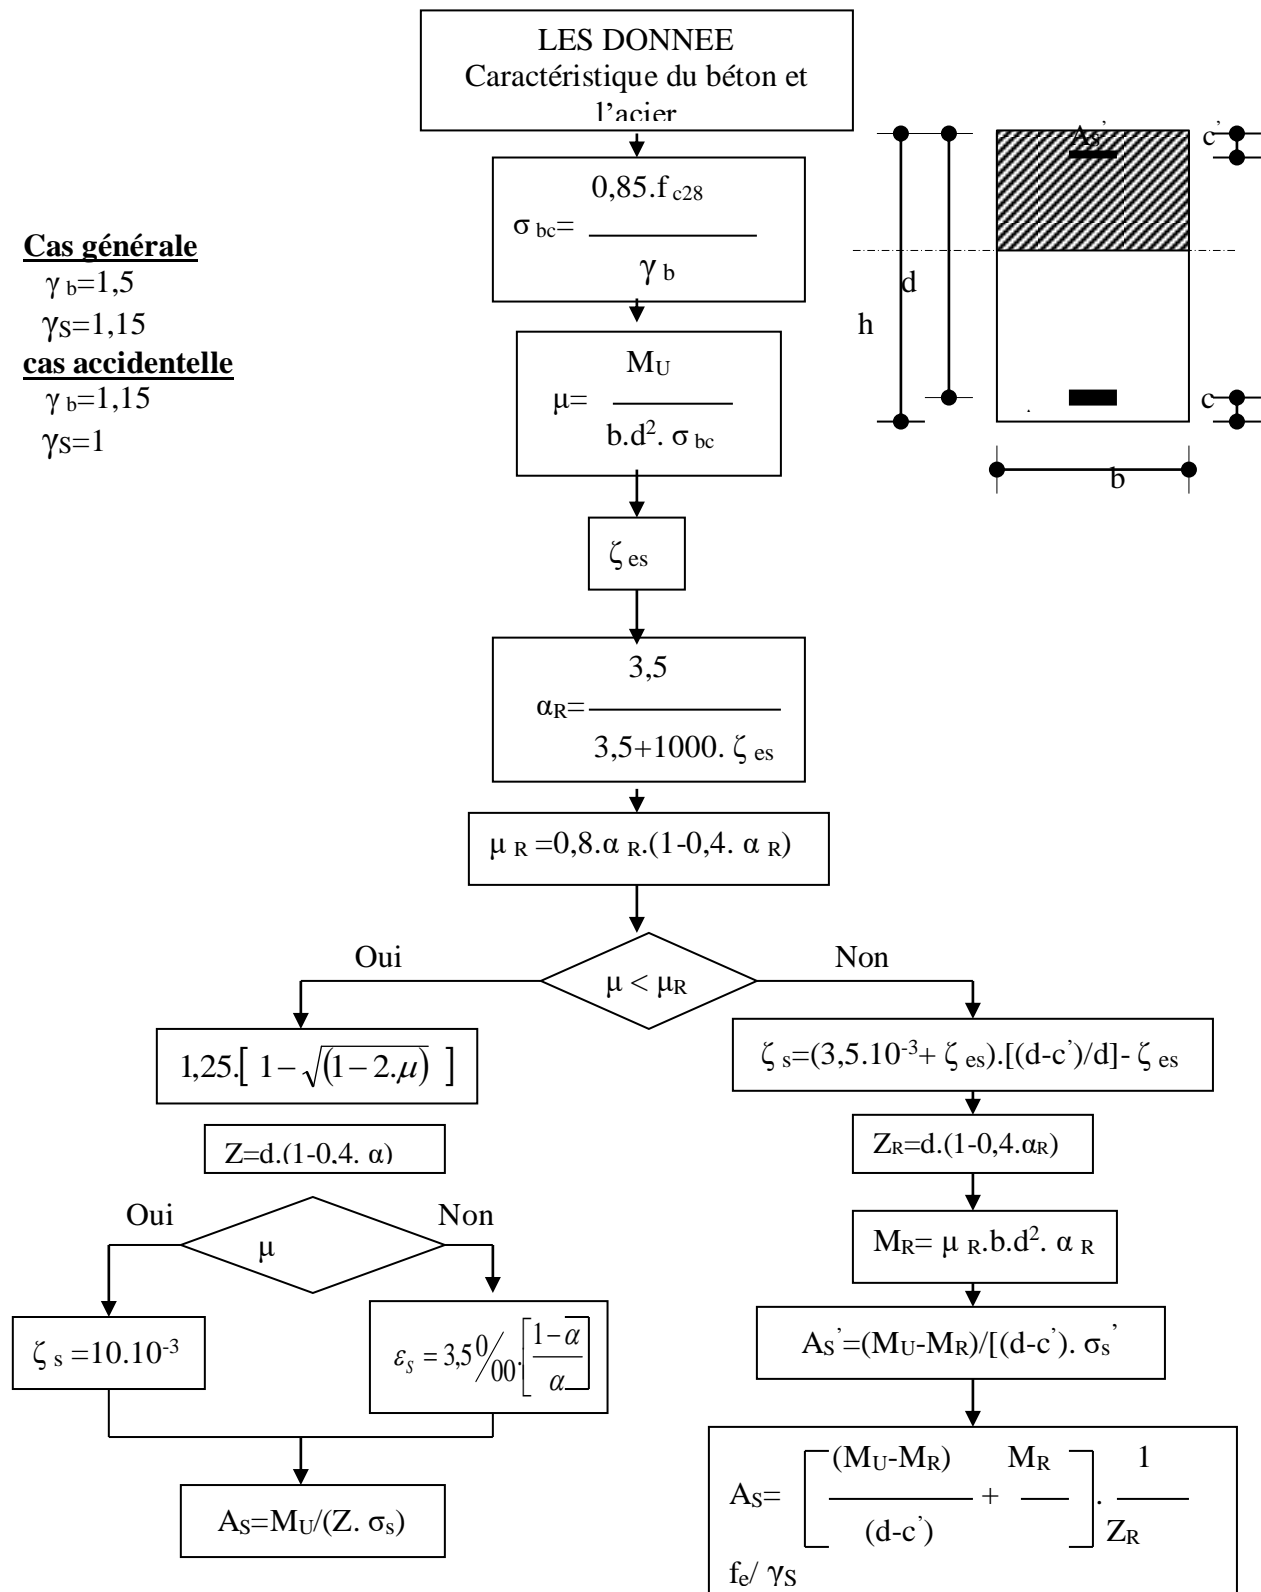 LES DONNEE
Caractéristique du béton et
l’acier
As’
c’
0,85.f c28
σ bc=
γ b
Cas générale
γ b=1,5
γS=1,15
cas accidentelle
γ b=1,15
γS=1
d
h
MU
μ=
b.d². σ bc
c
b
ζ es
3,5
αR=
3,5+1000. ζ es
μ R =0,8.α R.(1-0,4. α R)
Oui
Non
μ < μR
1,25.[ 1−√(1−2.μ) ]
ζ s=(3,5.10-3+ ζ es).[(d-c’)/d]- ζ es
Z=d.(1-0,4. α)
ZR=d.(1-0,4.αR)
Oui
Non
μ
MR= μ R.b.d². α R
ζ s =10.10-3
εS = 3,5 0/00.[(1−α)/α]
AS’=(MU-MR)/[(d-c’). σs’
AS=MU/(Z. σs)
(MU-MR) MR 1
AS= [ + ] .
(d-c’) ZR
fe/ γS